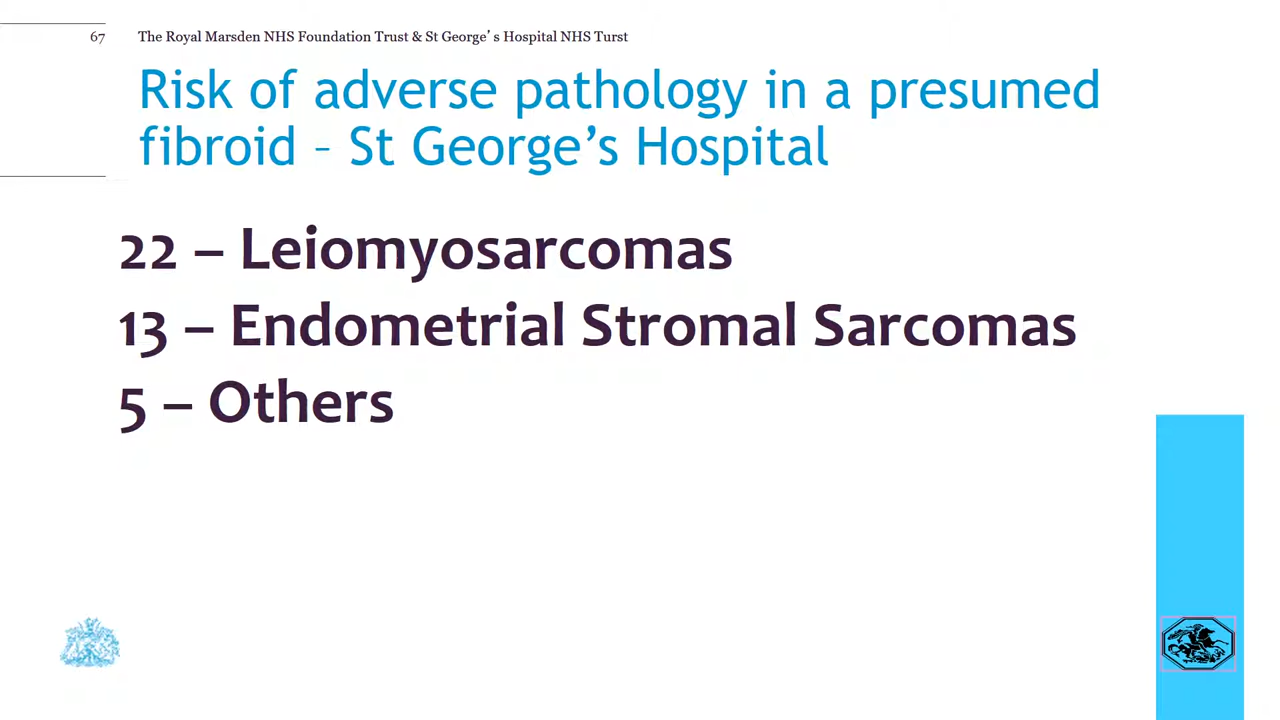 67 The Royal Marsden NHS Foundation Trust & St George’ s Hospital NHS Turst
Risk of adverse pathology in a presumed
fibroid – St George’s Hospital
22 – Leiomyosarcomas
13 – Endometrial Stromal Sarcomas
5 – Others